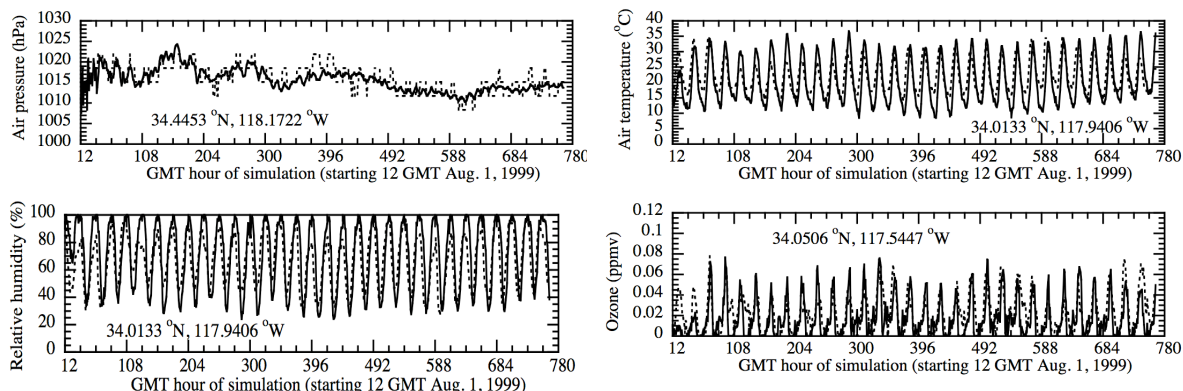 Air pressure (hPa)
1030
1025
1020
1015
1010
1005
1000
34.4453 °N, 118.1722 °W
12 108 204 300 396 492 588 684 780
GMT hour of simulation (starting 12 GMT Aug. 1, 1999)
Air temperature (°C)
40
35
30
25
20
15
10
5
0
34.0133 °N, 117.9406 °W
12 108 204 300 396 492 588 684 780
GMT hour of simulation (starting 12 GMT Aug. 1, 1999)
Relative humidity (%)
100
80
60
40
20
0
34.0133 °N, 117.9406 °W
12 108 204 300 396 492 588 684 780
GMT hour of simulation (starting 12 GMT Aug. 1, 1999)
Ozone (ppmv)
0.12
0.1
0.08
0.06
0.04
0.02
0
34.0506 °N, 117.5447 °W
12 108 204 300 396 492 588 684 780
GMT hour of simulation (starting 12 GMT Aug. 1, 1999)